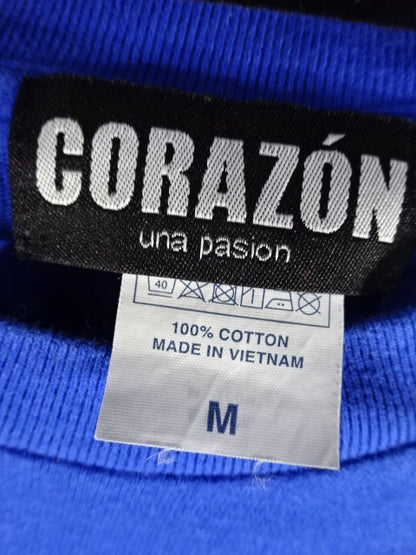 CORAZÓN
una pasion
40
100% COTTON
MADE IN VIETNAM
M